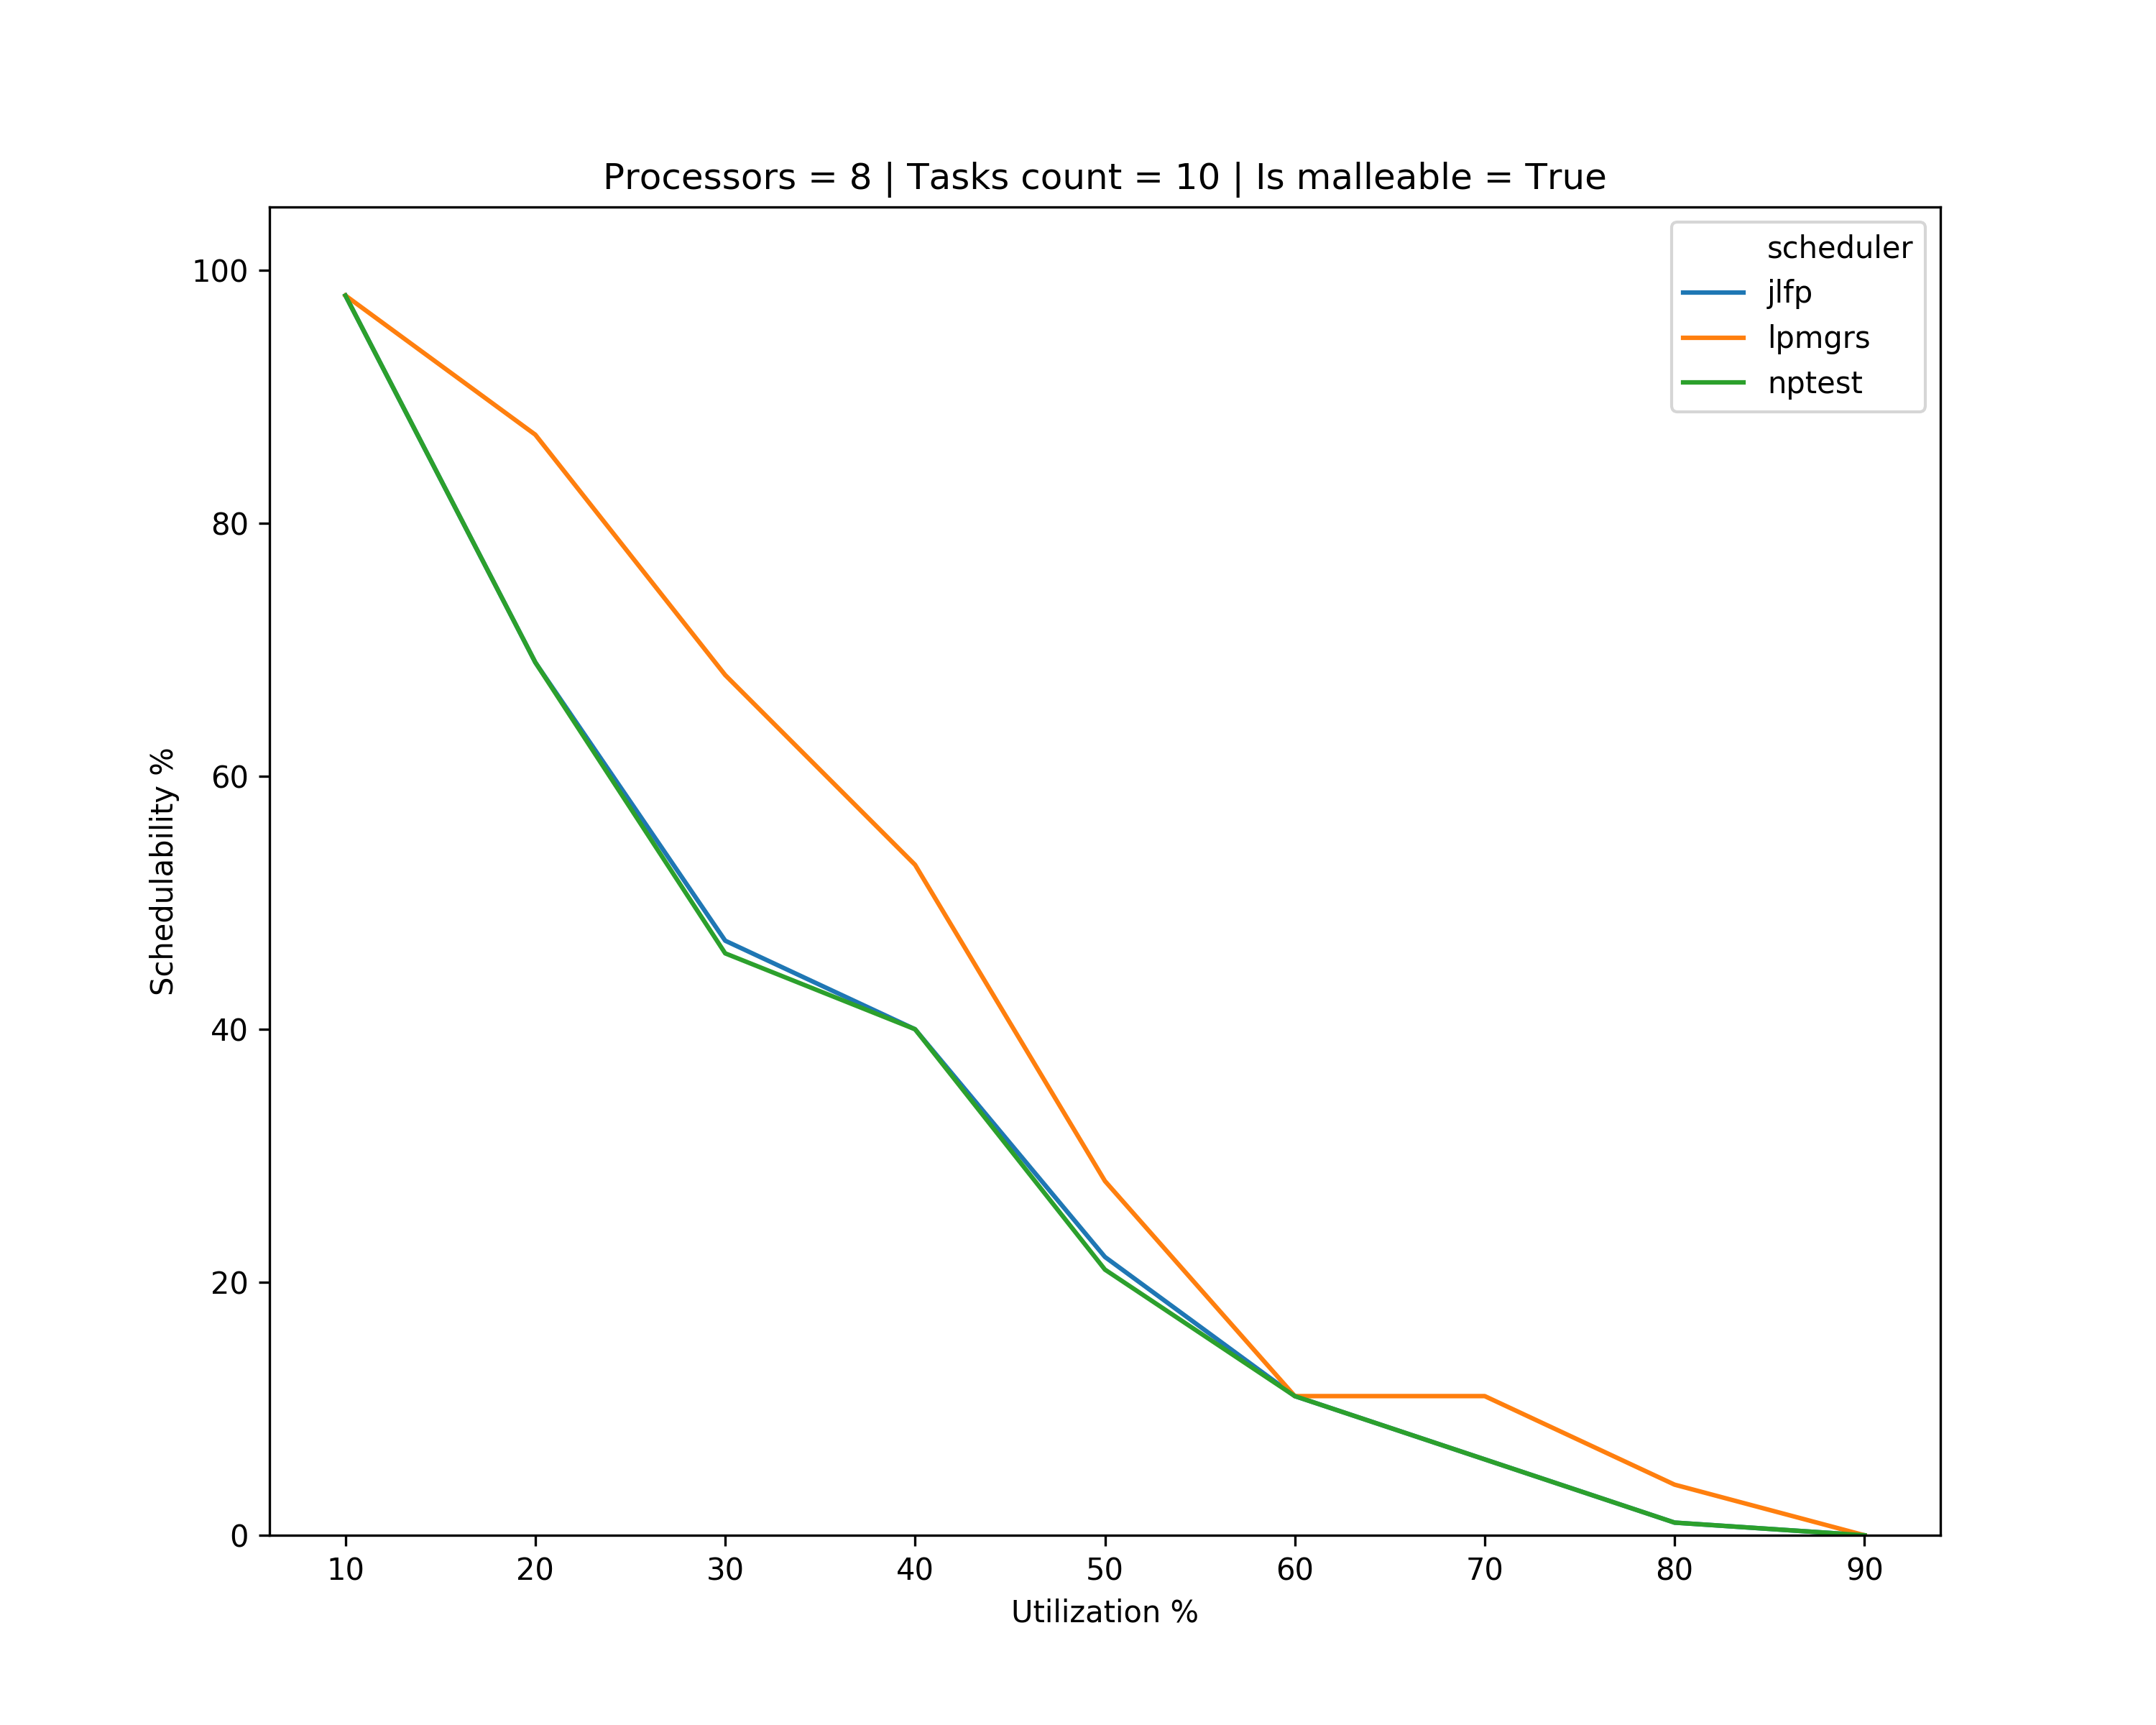 Processors = 8 | Tasks count = 10 | Is malleable = True
scheduler
jlfp
lpmgrs
nptest
Schedulability %
100
80
60
40
20
0
10 20 30 40 50 60 70 80 90
Utilization %